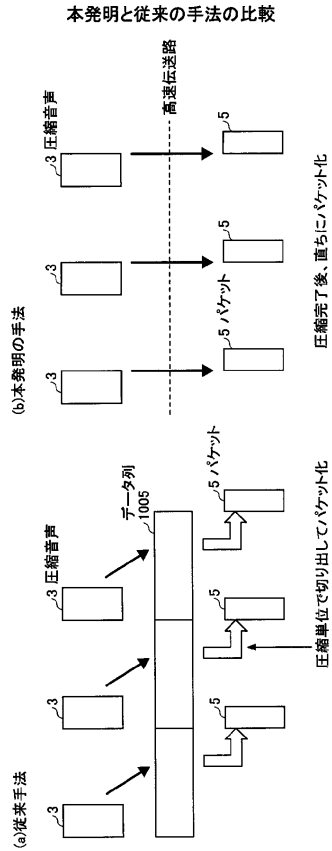 本発明と従来の手法の比較
(a)従来手法
3
3
3
圧縮音声
データ列
1005
5
5
5 パケット
圧縮単位で切り出してパケット化
(b)本発明の手法
3
3
3
圧縮音声
高速伝送路
5 パケット
5
5
圧縮完了後、直ちにパケット化